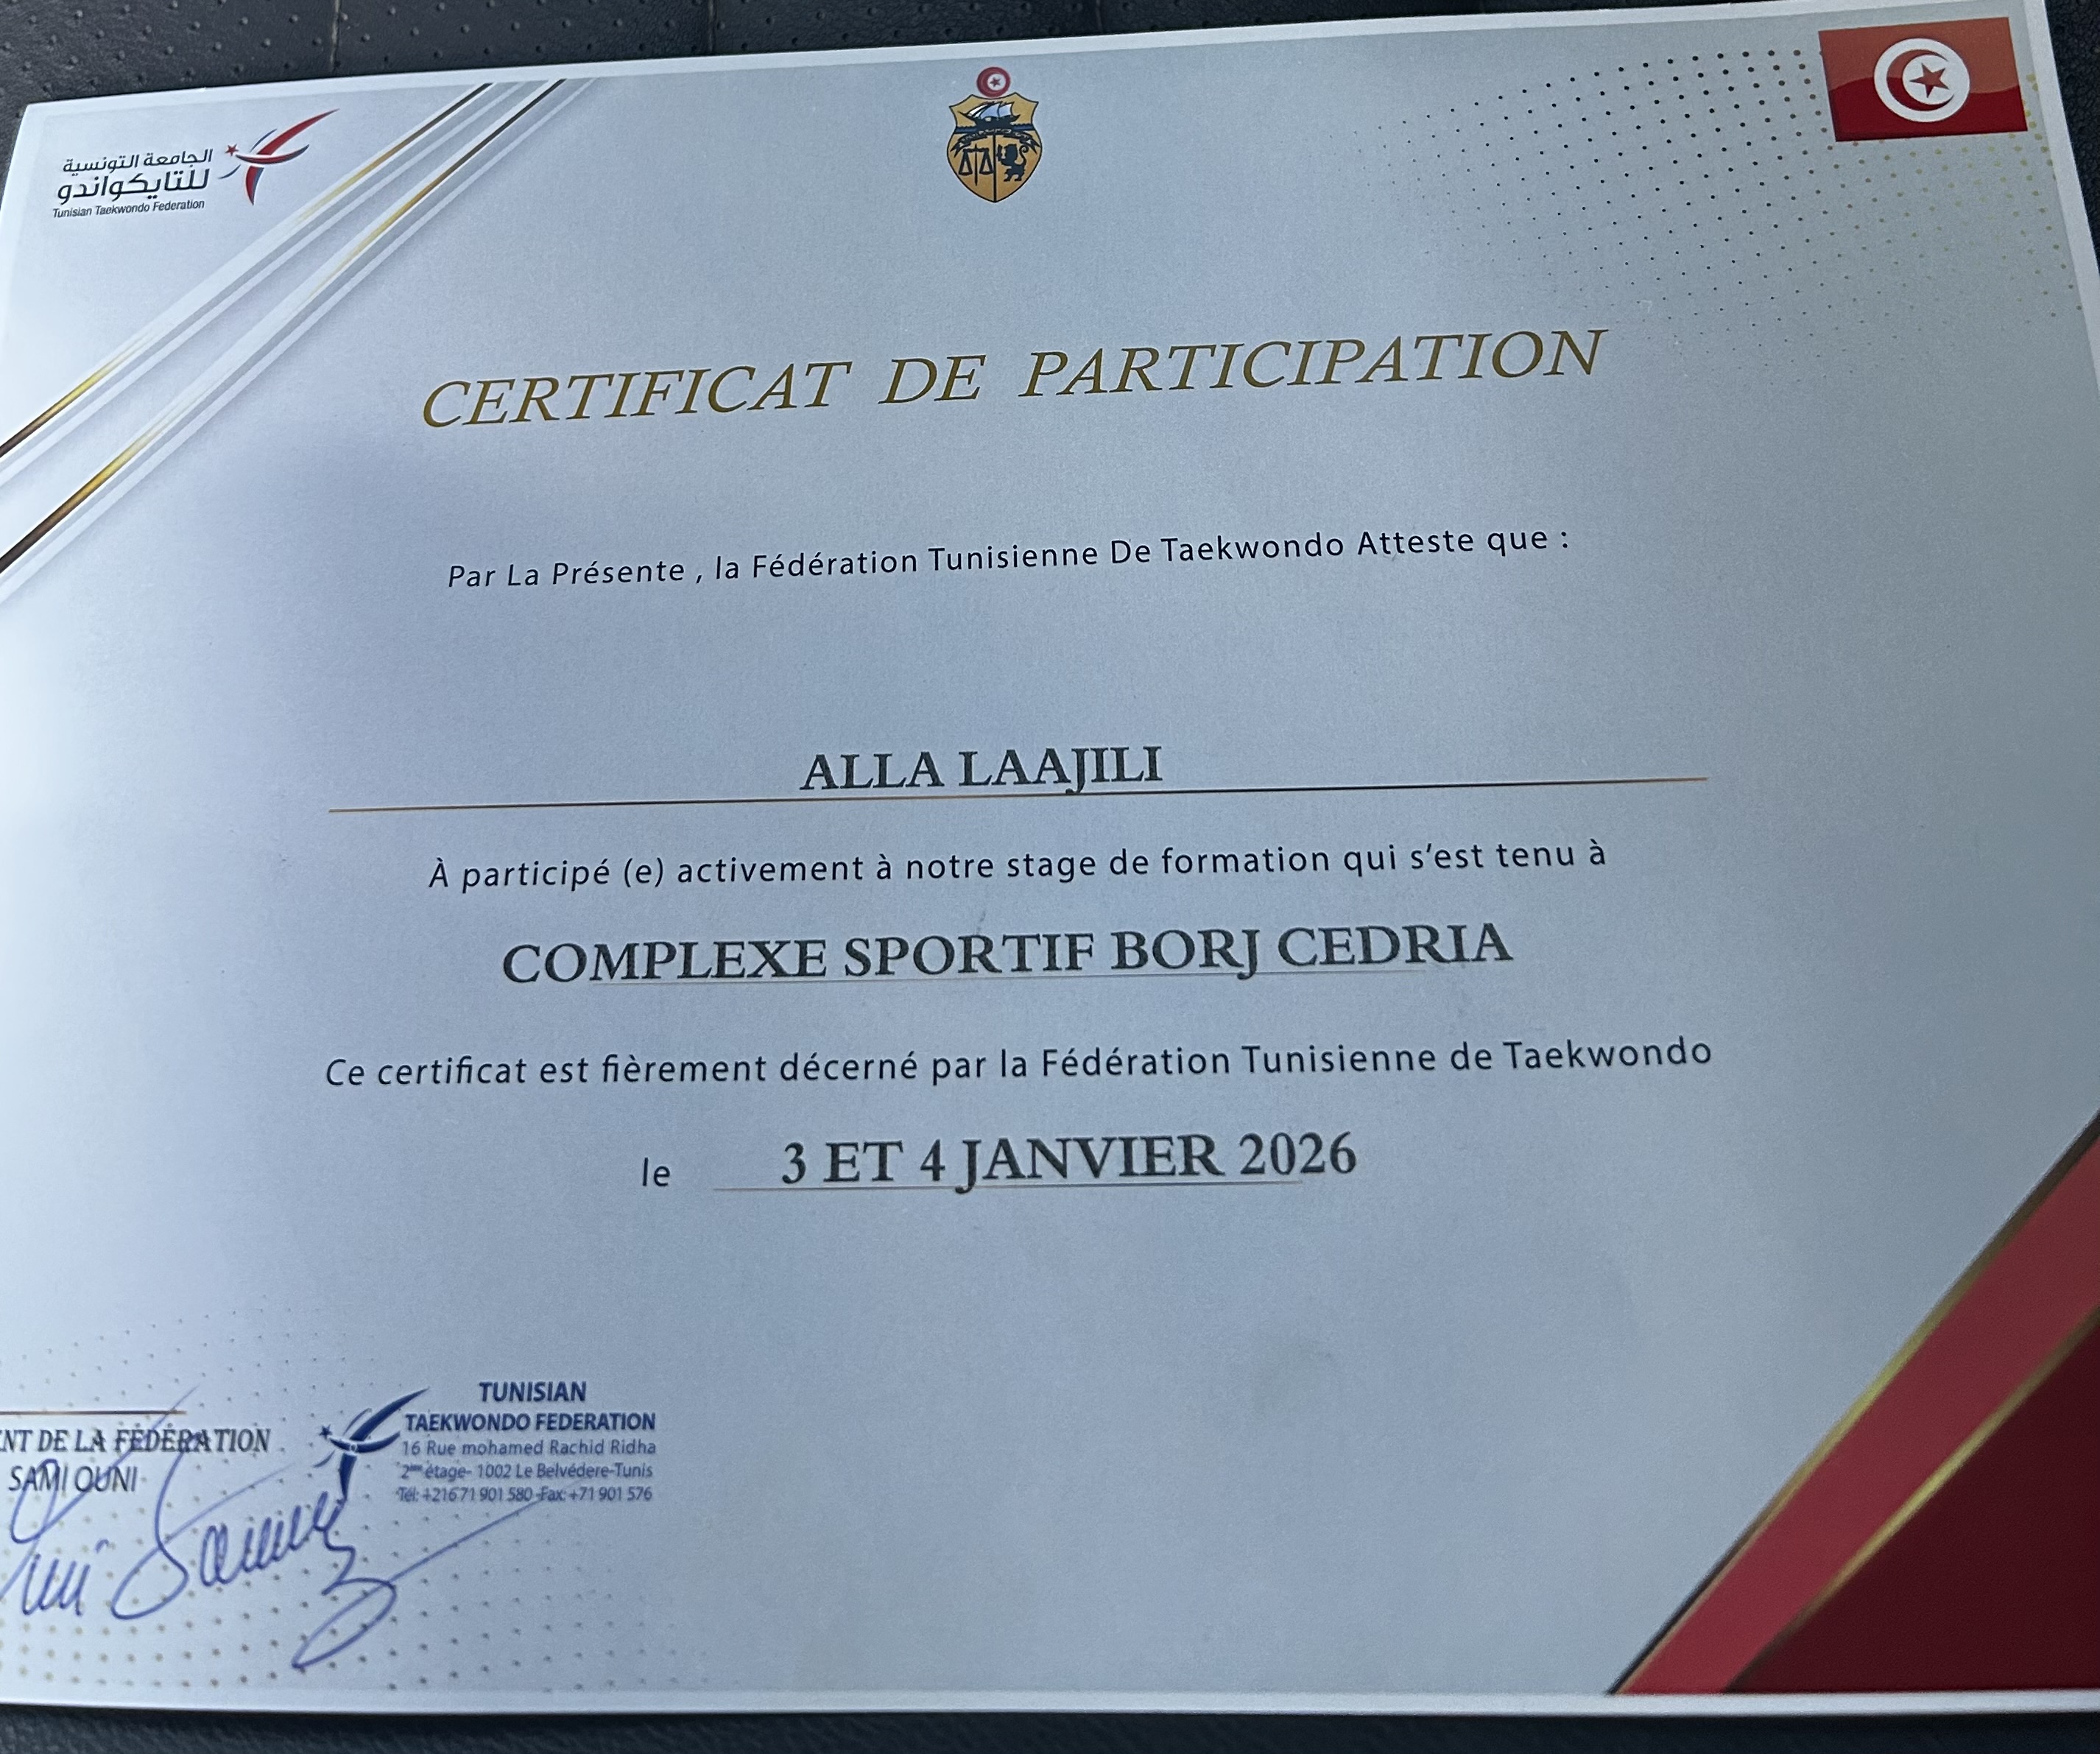 الجامعة التونسية
للتايكواندو
Tunisian Taekwondo Federation
CERTIFICAT DE PARTICIPATION
Par La Présente , la Fédération Tunisienne De Taekwondo Atteste que :
ALLA LAAJILI
À participé (e) activement à notre stage de formation qui s'est tenu à
COMPLEXE SPORTIF BORJ CEDRIA
Ce certificat est fièrement décerné par la Fédération Tunisienne de Taekwondo
le 3 ET 4 JANVIER 2026
NT DE LA FÉDÉRATION
SAMI OUNI
TUNISIAN
TAEKWONDO FEDERATION
16 Rue mohamed Rachid Ridha
2ème étage- 1002 Le Belvédere-Tunis
Tél: +216 71 901 580 -Fax: +71 901 576